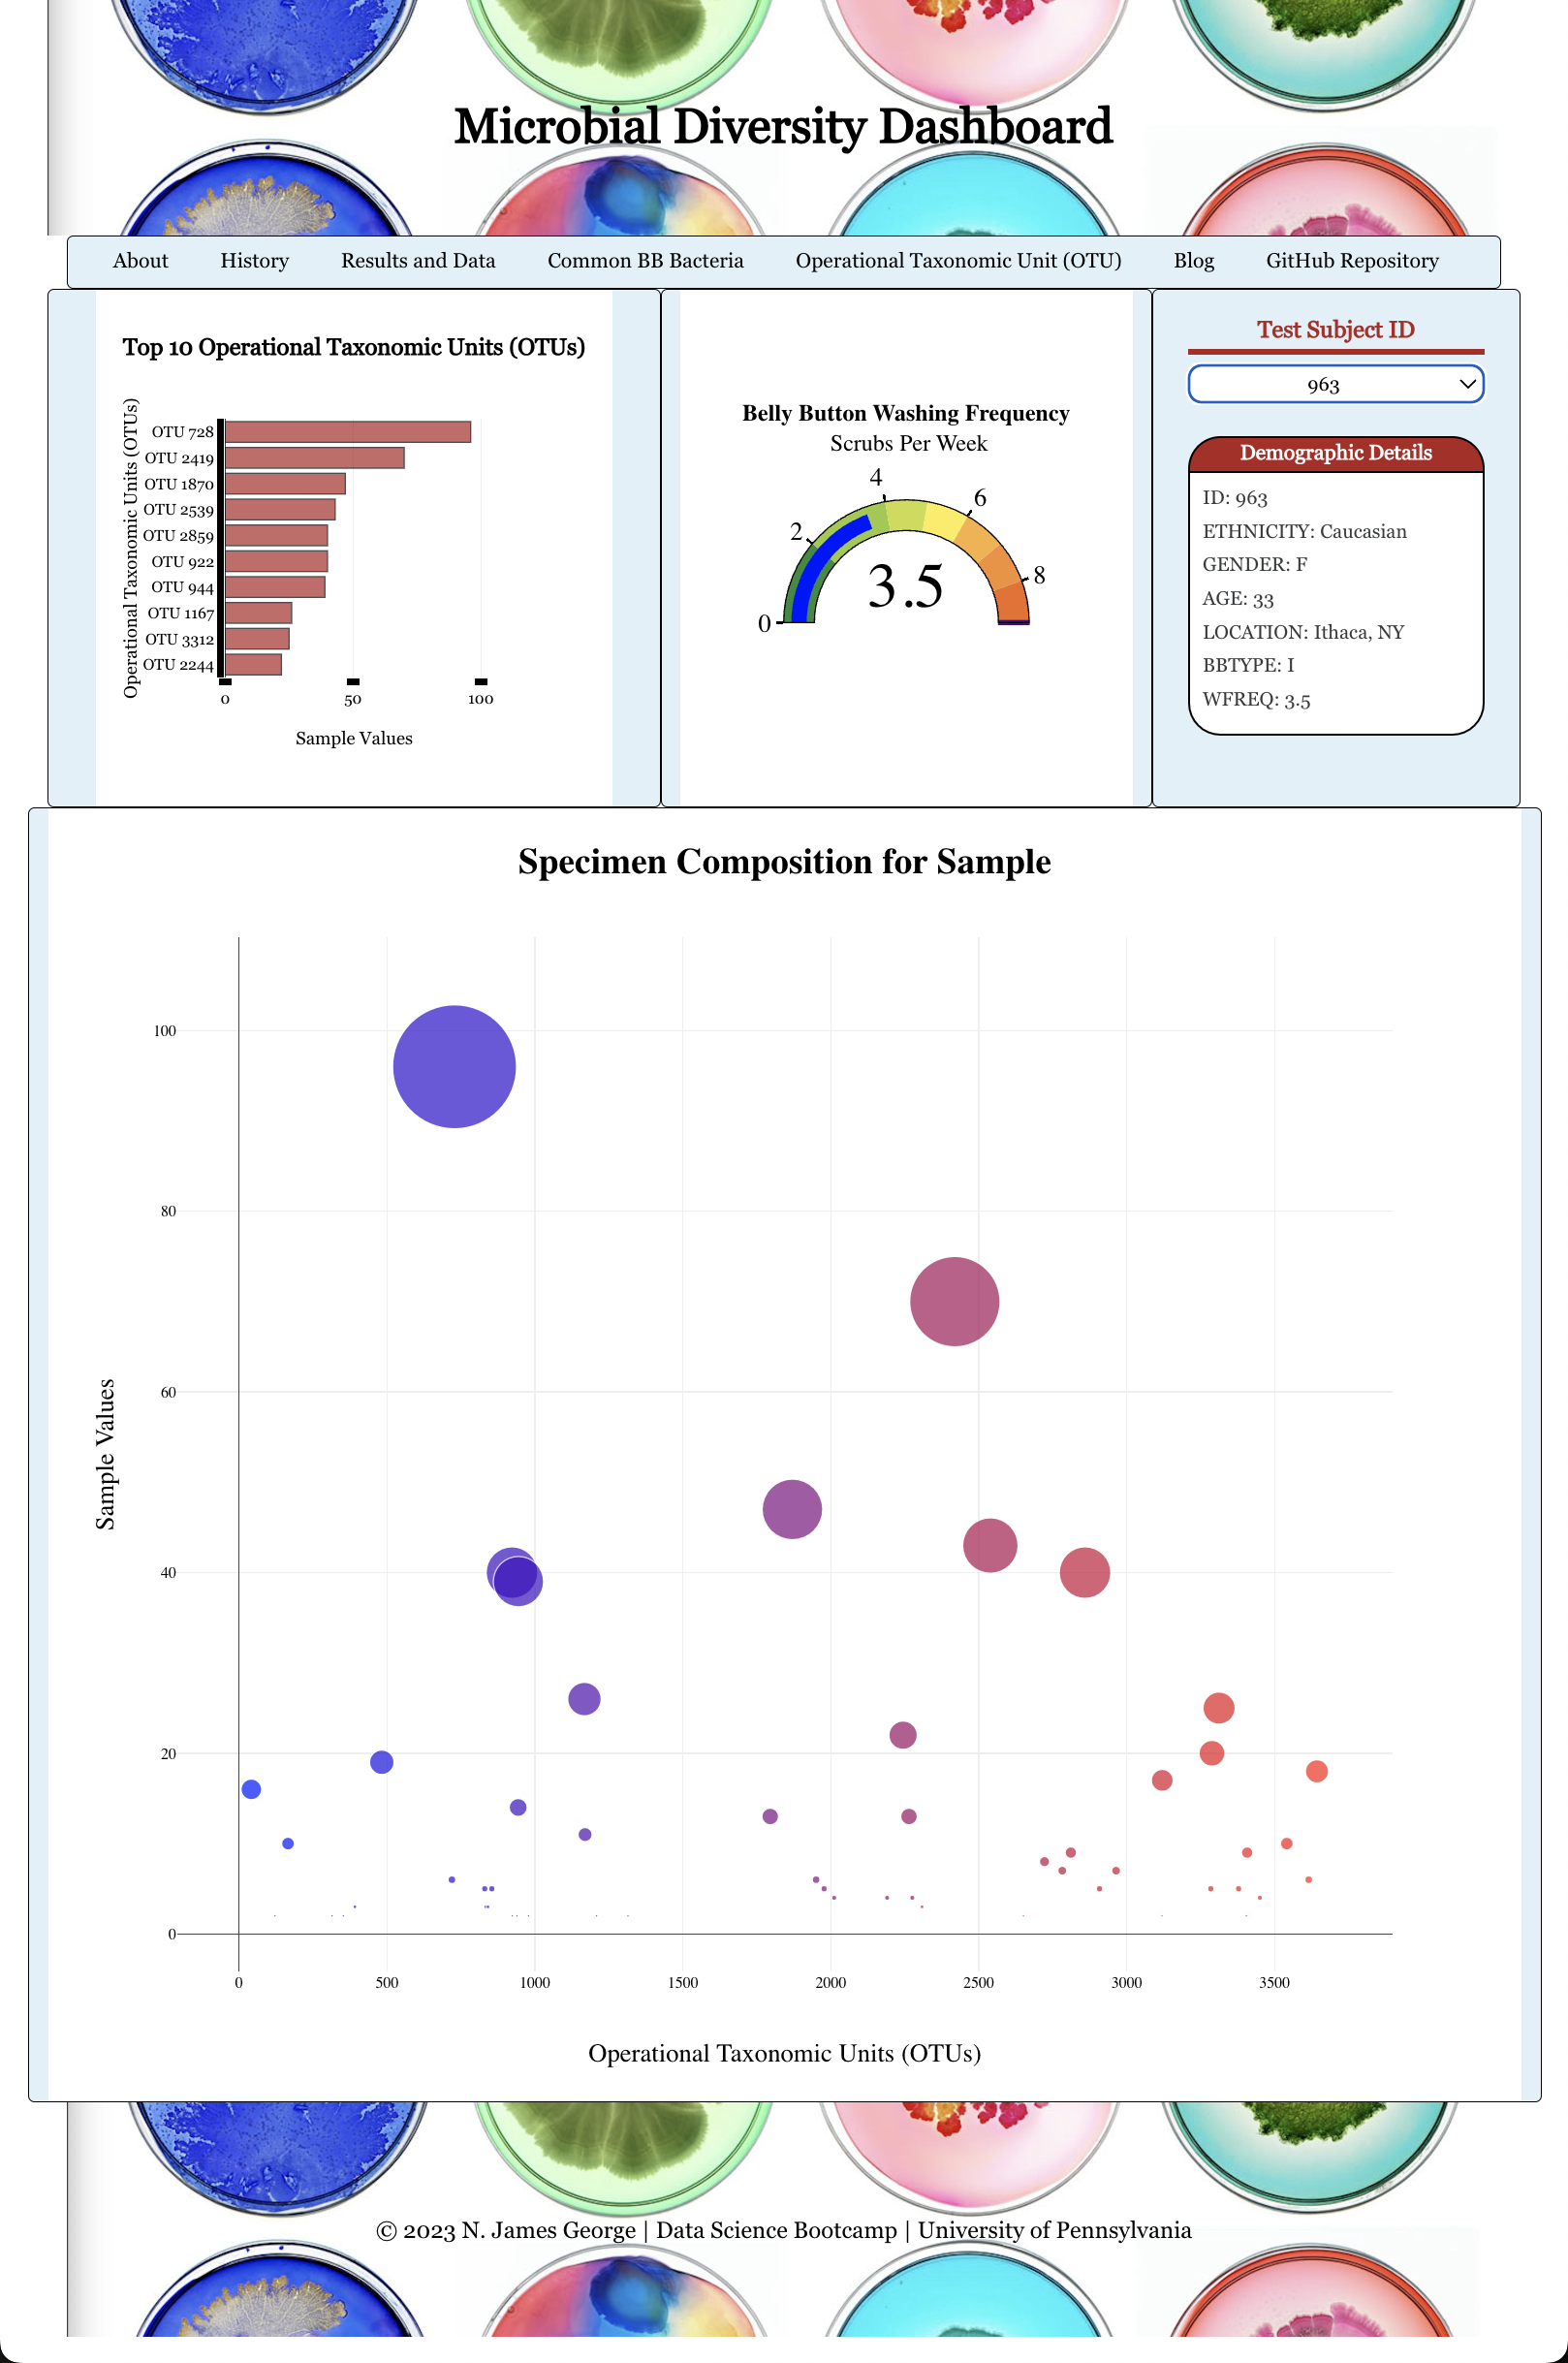 Microbial Diversity Dashboard
About History Results and Data Common BB Bacteria Operational Taxonomic Unit (OTU) Blog GitHub Repository
Top 10 Operational Taxonomic Units (OTUs)
Operational Taxonomic Units (OTUs)
OTU 728
OTU 2419
OTU 1870
OTU 2539
OTU 2859
OTU 922
OTU 944
OTU 1167
OTU 3312
OTU 2244
0 50 100
Sample Values
Belly Button Washing Frequency
Scrubs Per Week
0 2 4 6 8
3.5
Test Subject ID
963
Demographic Details
ID: 963
ETHNICITY: Caucasian
GENDER: F
AGE: 33
LOCATION: Ithaca, NY
BBTYPE: I
WFREQ: 3.5
Specimen Composition for Sample
Sample Values
100
80
60
40
20
0
0 500 1000 1500 2000 2500 3000 3500
Operational Taxonomic Units (OTUs)
© 2023 N. James George | Data Science Bootcamp | University of Pennsylvania